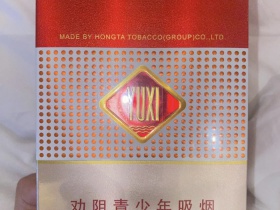 MADE BY HONGTA TOBACCO(GROUP)CO.,LTD.
YUXI
劝阻青少年吸烟